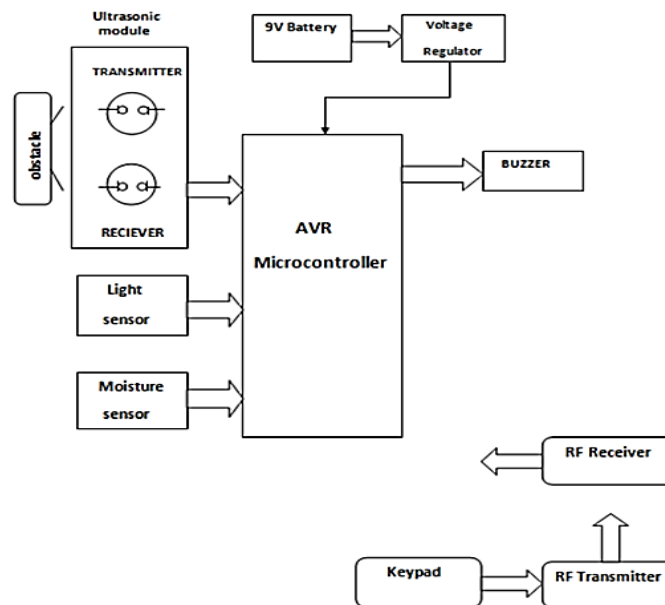 Ultrasonic
module
9V Battery
Voltage
Regulator
TRANSMITTER
obstacle
RECIEVER
BUZZER
AVR
Microcontroller
Light
sensor
Moisture
sensor
RF Receiver
Keypad
RF Transmitter